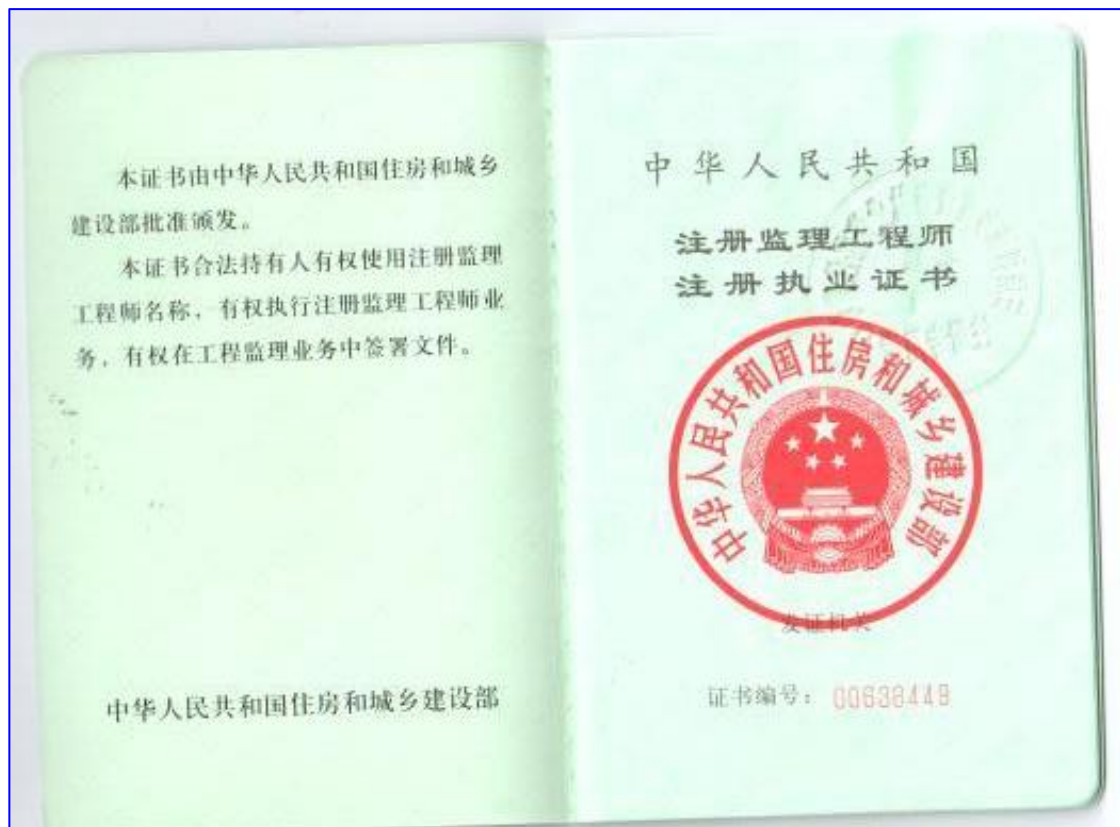 本证书由中华人民共和国住房和城乡
建设部批准颁发。
本证书合法持有人有权使用注册监理
工程师名称，有权执行注册监理工程师业
务，有权在工程监理业务中签署文件。
中华人民共和国住房和城乡建设部
中华人民共和国
注册监理工程师
注册执业证书
中华人民共和国住房和城乡建设部
发证机关
证书编号：00638449